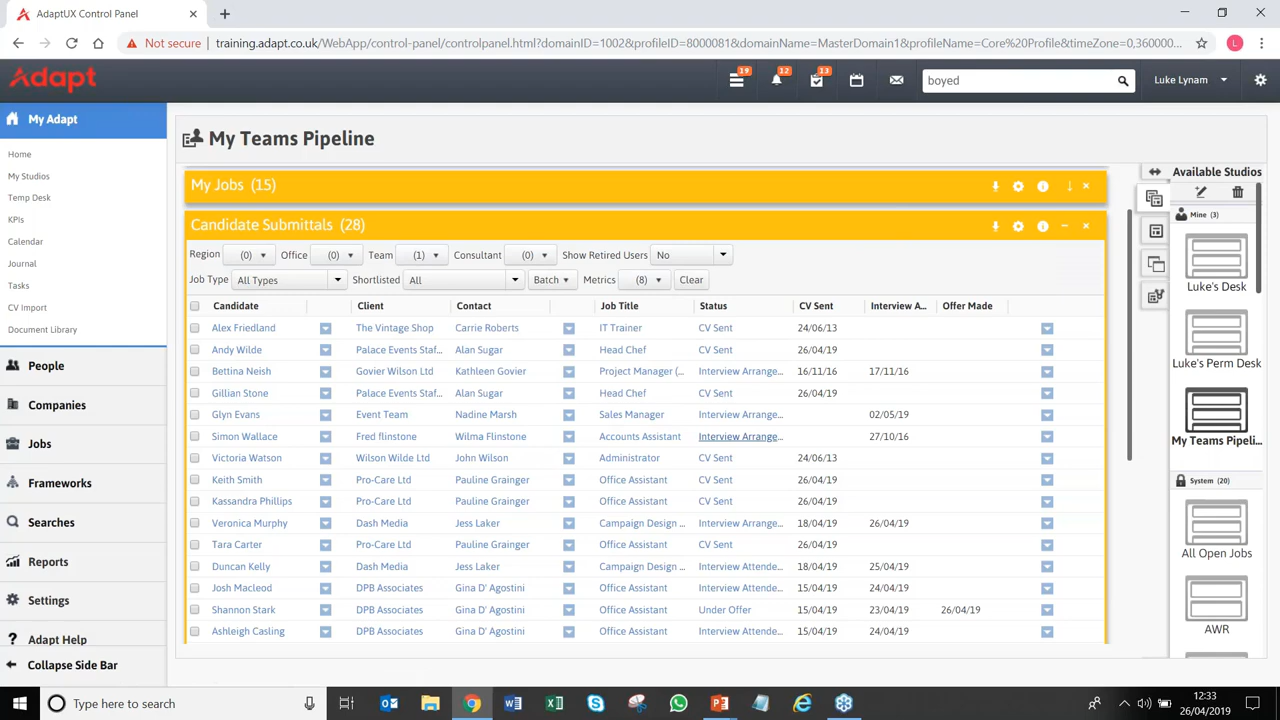 AdaptUX Control Panel
Not secure training.adapt.co.uk/WebApp/control-panel/controlpanel.html?domainID=1002&profileID=8000081&domainName=MasterDomain1&profileName=Core%20Profile&timeZone=0,360000...
L
Adapt
19
12
13
boyed
Luke Lynam
My Adapt
Home
My Studios
Temp Desk
KPIs
Calendar
Journal
Tasks
CV Import
Document Library
People
Companies
Jobs
Frameworks
Searches
Reports
Settings
Adapt Help
Collapse Side Bar
My Teams Pipeline
My Jobs (15)
Candidate Submittals (28)
Region (0) Office (0) Team (1) Consultant (0) Show Retired Users No
Job Type All Types Shortlisted All Batch Metrics (8) Clear
Candidate Client Contact Job Title Status CV Sent Interview A... Offer Made
Alex Friedland The Vintage Shop Carrie Roberts IT Trainer CV Sent 24/06/13
Andy Wilde Palace Events Staf... Alan Sugar Head Chef CV Sent 26/04/19
Bettina Neish Govier Wilson Ltd Kathleen Govier Project Manager (... Interview Arrange... 16/11/16 17/11/16
Gillian Stone Palace Events Staf... Alan Sugar Head Chef CV Sent 26/04/19
Glyn Evans Event Team Nadine Marsh Sales Manager Interview Arrange... 02/05/19
Simon Wallace Fred flinstone Wilma Flinstone Accounts Assistant Interview Arrange... 27/10/16
Victoria Watson Wilson Wilde Ltd John Wilson Administrator CV Sent 24/06/13
Keith Smith Pro-Care Ltd Pauline Grainger Office Assistant CV Sent 26/04/19
Kassandra Phillips Pro-Care Ltd Pauline Grainger Office Assistant CV Sent 26/04/19
Veronica Murphy Dash Media Jess Laker Campaign Design ... Interview Arrange... 18/04/19 26/04/19
Tara Carter Pro-Care Ltd Pauline Grainger Office Assistant CV Sent 26/04/19
Duncan Kelly Dash Media Jess Laker Campaign Design ... Interview Attende... 18/04/19 25/04/19
Josh Macleod DPB Associates Gina D' Agostini Office Assistant Interview Attende... 15/04/19 24/04/19
Shannon Stark DPB Associates Gina D' Agostini Office Assistant Under Offer 15/04/19 23/04/19 26/04/19
Ashleigh Casling DPB Associates Gina D' Agostini Office Assistant Interview Attende... 15/04/19 24/04/19
Available Studios
Mine (3)
Luke's Desk
Luke's Perm Desk
My Teams Pipeli...
System (20)
All Open Jobs
AWR
Type here to search
12:33
26/04/2019